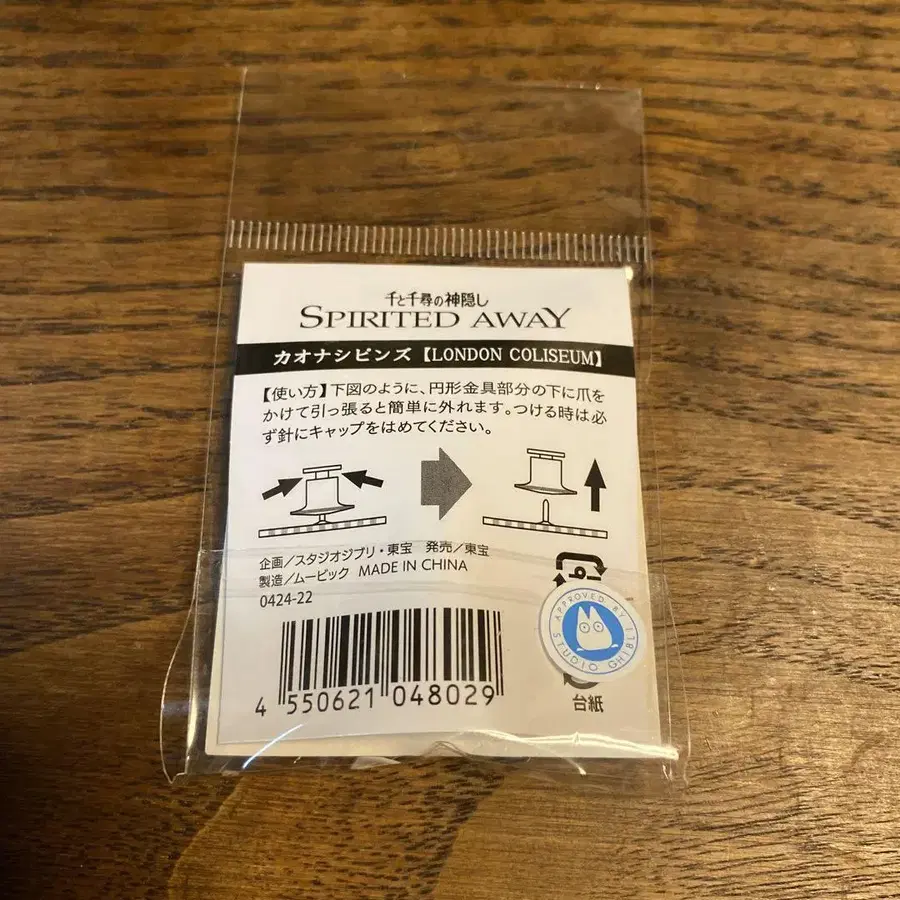 千と千尋の神隠し
SPIRITED AWAY
カオナシピンズ【LONDON COLISEUM】
【使い方】下図のように、円形金具部分の下に爪を
かけて引っ張ると簡単に外れます。つける時は必
ず針にキャップをはめてください。
企画/スタジオジブリ・東宝 発売/東宝
製造/ムービック MADE IN CHINA
0424-22
APPROVED BY
STUDIO GHIBLI
4 550621 048029
台紙